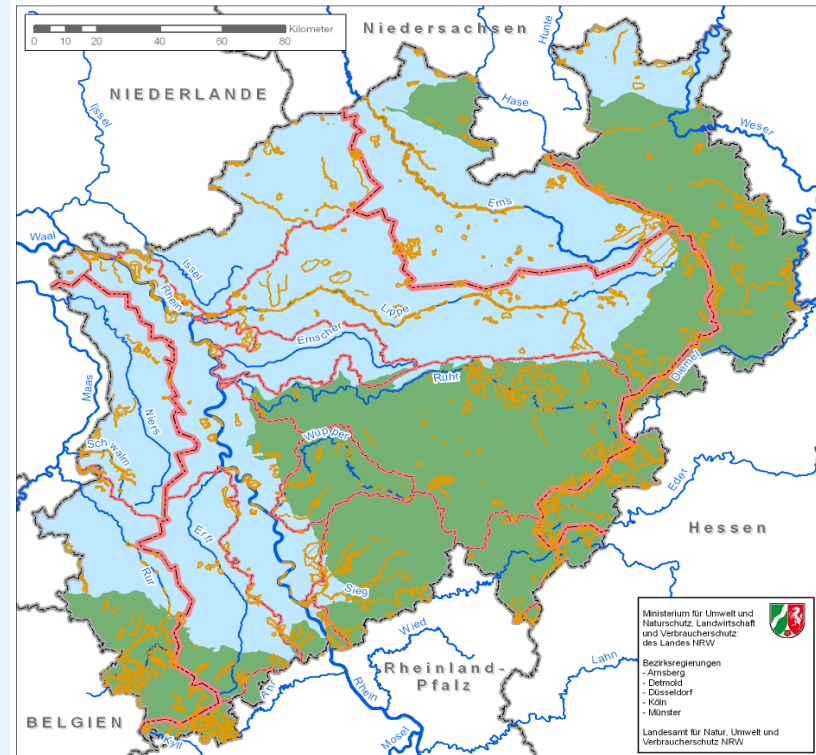 Kilometer
0 10 20 40 60 80
Niedersachsen
NIEDERLANDE
Ijssel
Hunte
Hase
Weser
Ems
Waal
Issel
Rhein
Lippe
Emscher
Maas
Niers
Ruhr
Diemel
Schwalm
Wupper
Eder
Hessen
Erft
Rur
Sieg
Wied
Lahn
Rheinland-
Pfalz
Ahr
Rhein
Mosel
BELGIEN
Kyll
Ministerium für Umwelt und
Naturschutz, Landwirtschaft
und Verbraucherschutz
des Landes NRW
Bezirksregierungen
- Arnsberg
- Detmold
- Düsseldorf
- Köln
- Münster
Landesamt für Natur, Umwelt und
Verbraucherschutz NRW